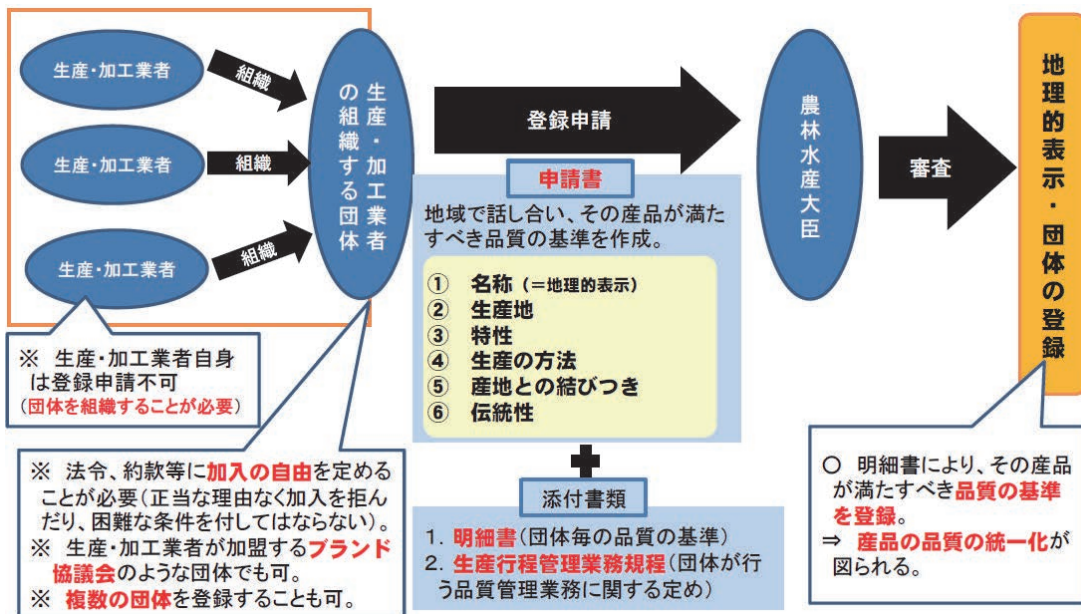 生産・加工業者
組織
生産・加工業者
組織
生産・加工業者
組織
生産・加工業者
の組織する団体
登録申請
農林水産大臣
審査
地理的表示・団体の登録
申請書
地域で話し合い、その産品が満た
すべき品質の基準を作成。
① 名称（＝地理的表示）
② 生産地
③ 特性
④ 生産の方法
⑤ 産地との結びつき
⑥ 伝統性
添付書類
1. 明細書(団体毎の品質の基準)
2. 生産行程管理業務規程(団体が行
う品質管理業務に関する定め)
※ 生産・加工業者自身
は登録申請不可
(団体を組織することが必要)
※ 法令、約款等に加入の自由を定める
ことが必要(正当な理由なく加入を拒ん
だり、困難な条件を付してはならない)。
※ 生産・加工業者が加盟するブランド
協議会のような団体でも可。
※ 複数の団体を登録することも可。
○ 明細書により、その産品
が満たすべき品質の基準
を登録。
⇒ 産品の品質の統一化が
図られる。